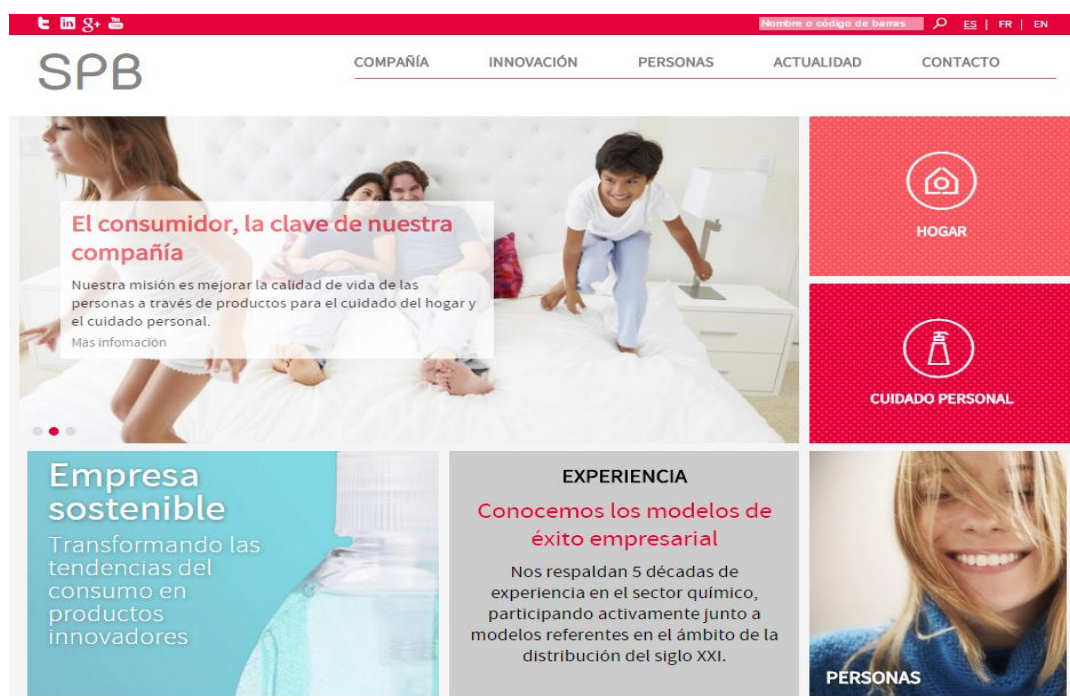 You Tube
Nombre o código de barras
ES | FR | EN
SPB
COMPAÑÍA INNOVACIÓN PERSONAS ACTUALIDAD CONTACTO
El consumidor, la clave de nuestra
compañía
Nuestra misión es mejorar la calidad de vida de las
personas a través de productos para el cuidado del hogar y
el cuidado personal.
Más infomación
HOGAR
CUIDADO PERSONAL
Empresa
sostenible
Transformando las
tendencias del
consumo en
productos
innovadores
EXPERIENCIA
Conocemos los modelos de
éxito empresarial
Nos respaldan 5 décadas de
experiencia en el sector químico,
participando activamente junto a
modelos referentes en el ámbito de la
distribución del siglo XXI.
PERSONAS